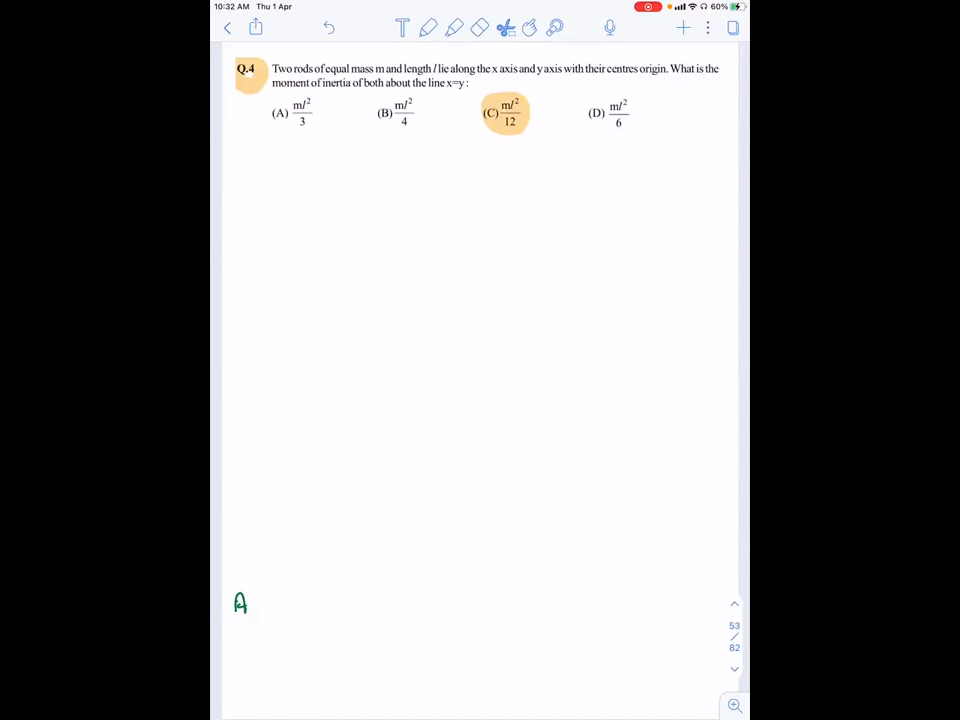 10:32 AM Thu 1 Apr 60%
Q.4 Two rods of equal mass m and length l lie along the x axis and y axis with their centres origin. What is the
moment of inertia of both about the line x=y :
(A) ml²/3 (B) ml²/4 (C) ml²/12 (D) ml²/6
A
53
/
82